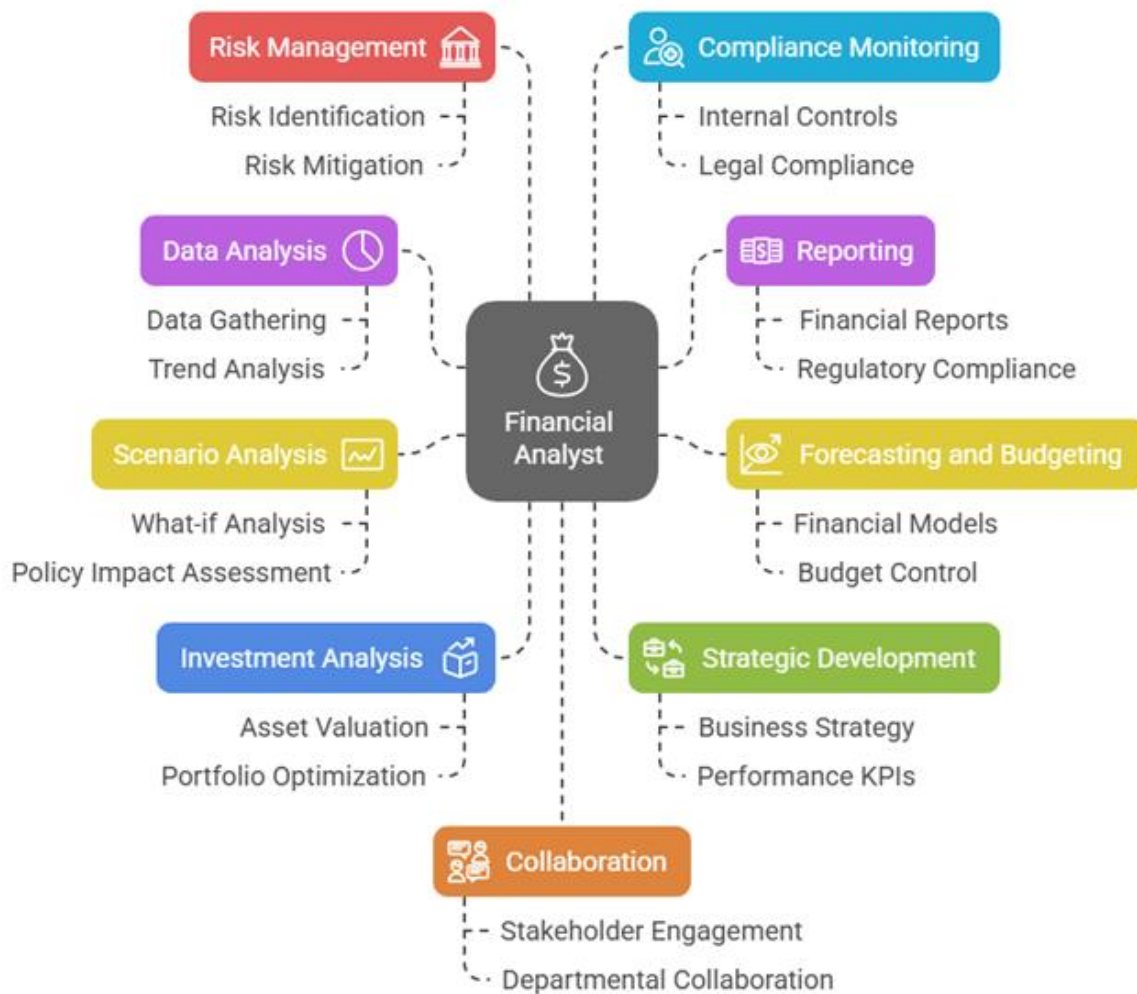 Risk Management
Risk Identification
Risk Mitigation
Compliance Monitoring
Internal Controls
Legal Compliance
Data Analysis
Data Gathering
Trend Analysis
Reporting
Financial Reports
Regulatory Compliance
$
Financial
Analyst
Scenario Analysis
What-if Analysis
Policy Impact Assessment
Forecasting and Budgeting
Financial Models
Budget Control
Investment Analysis
Asset Valuation
Portfolio Optimization
Strategic Development
Business Strategy
Performance KPIs
Collaboration
Stakeholder Engagement
Departmental Collaboration